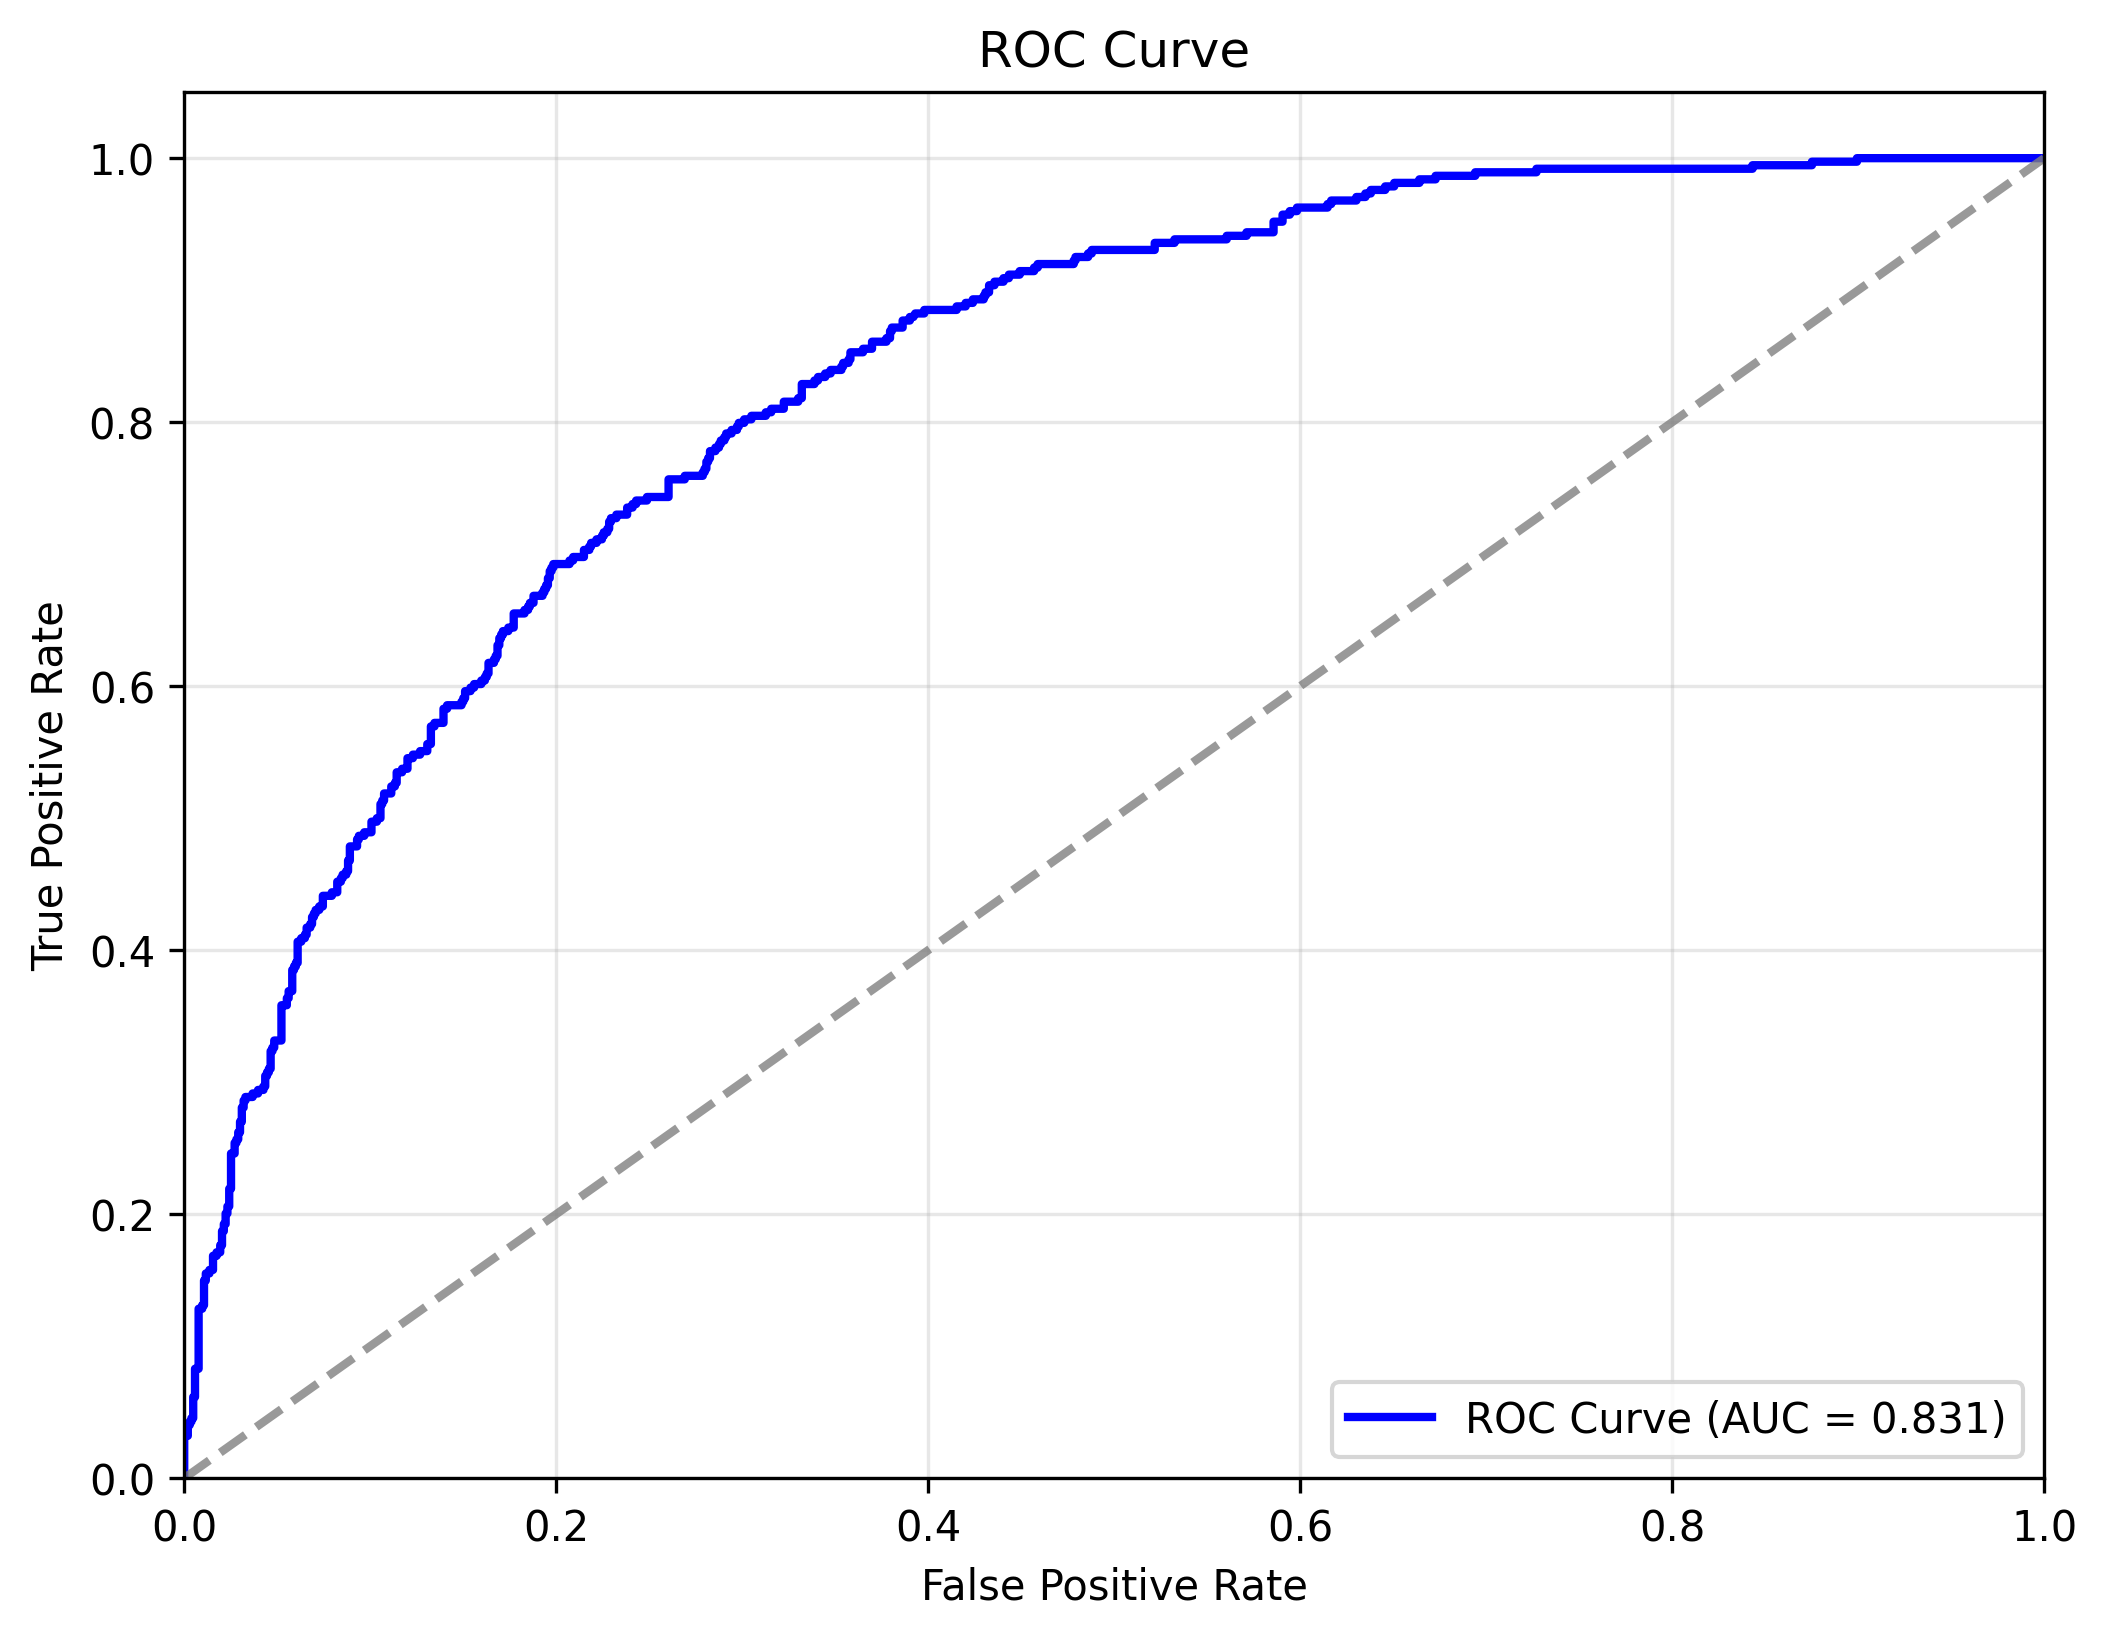 ROC Curve
1.0
0.8
0.6
0.4
0.2
0.0
True Positive Rate
0.0 0.2 0.4 0.6 0.8 1.0
False Positive Rate
ROC Curve (AUC = 0.831)